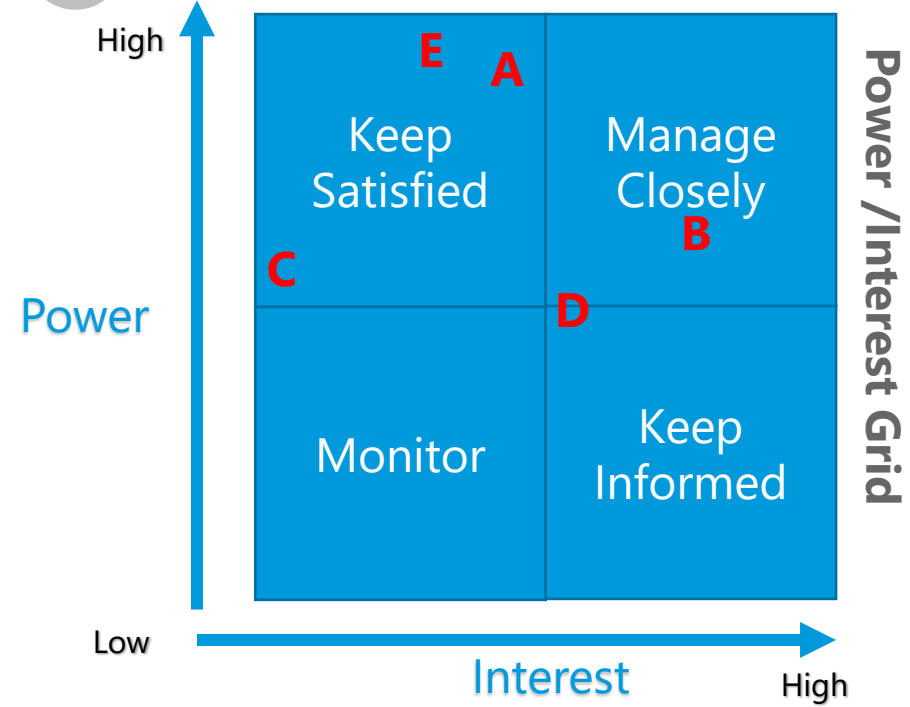 High
E
A
Keep
Satisfied
Manage
Closely
B
C
Power
D
Monitor
Keep
Informed
Low
Interest
High
Power /Interest Grid